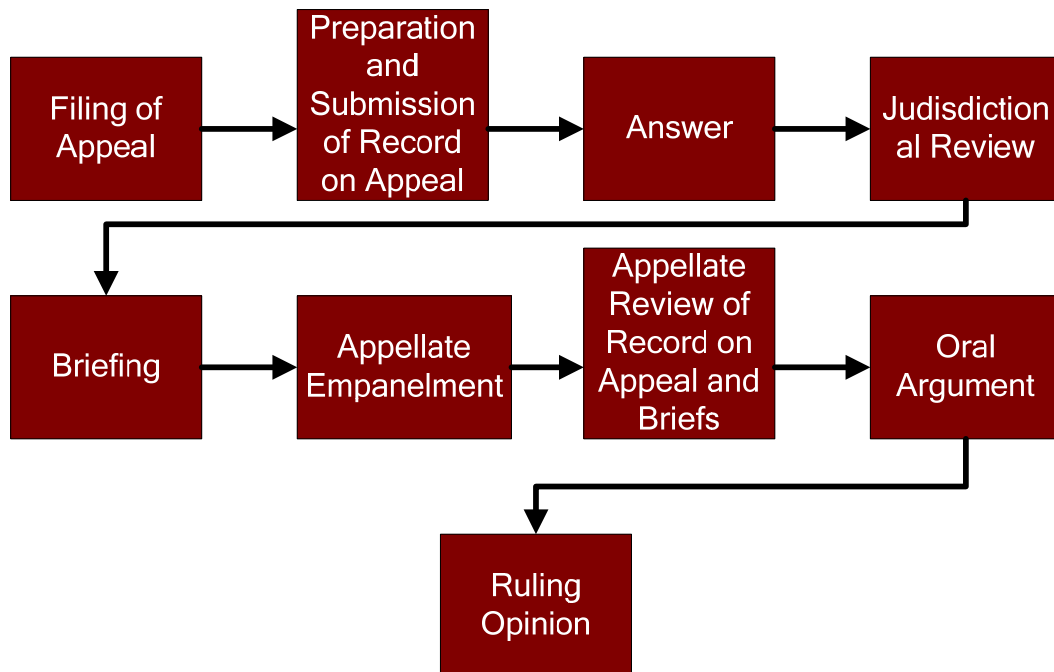 Filing of
Appeal
Preparation
and
Submission
of Record
on Appeal
Answer
Judisdiction
al Review
Briefing
Appellate
Empanelment
Appellate
Review of
Record on
Appeal and
Briefs
Oral
Argument
Ruling
Opinion